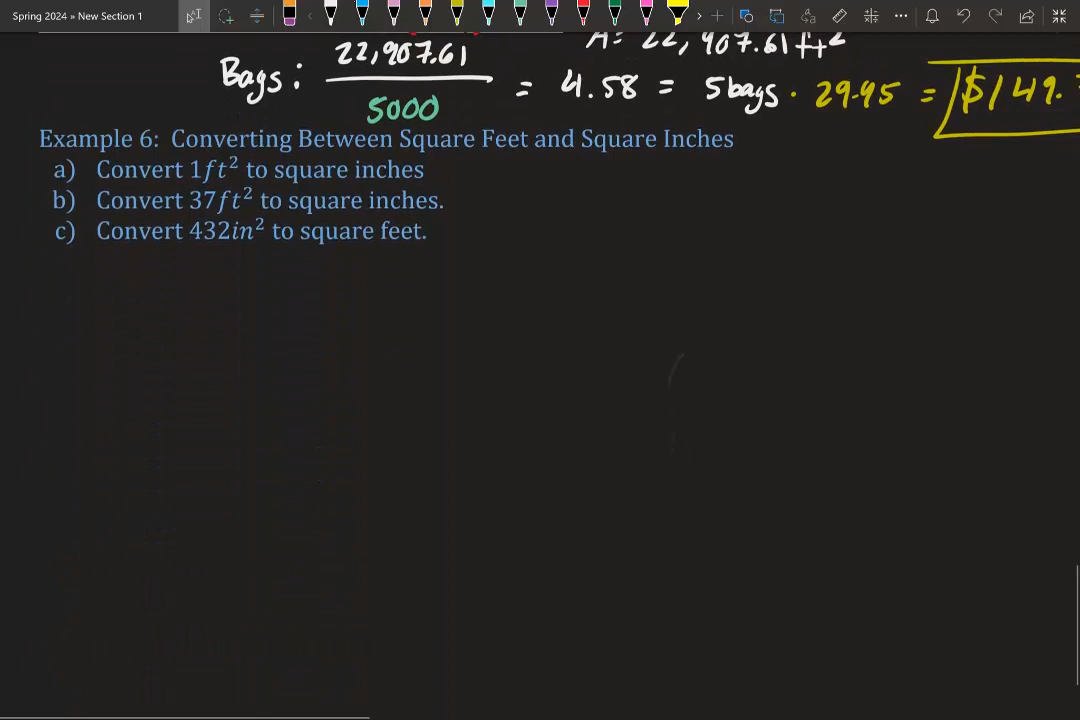 Spring 2024 » New Section 1
A= 22,907.61 ft²
Bags: 22,907.61 / 5000 = 4.58 = 5 bags · 29.95 = $149.
Example 6: Converting Between Square Feet and Square Inches
a) Convert 1ft² to square inches
b) Convert 37ft² to square inches.
c) Convert 432in² to square feet.